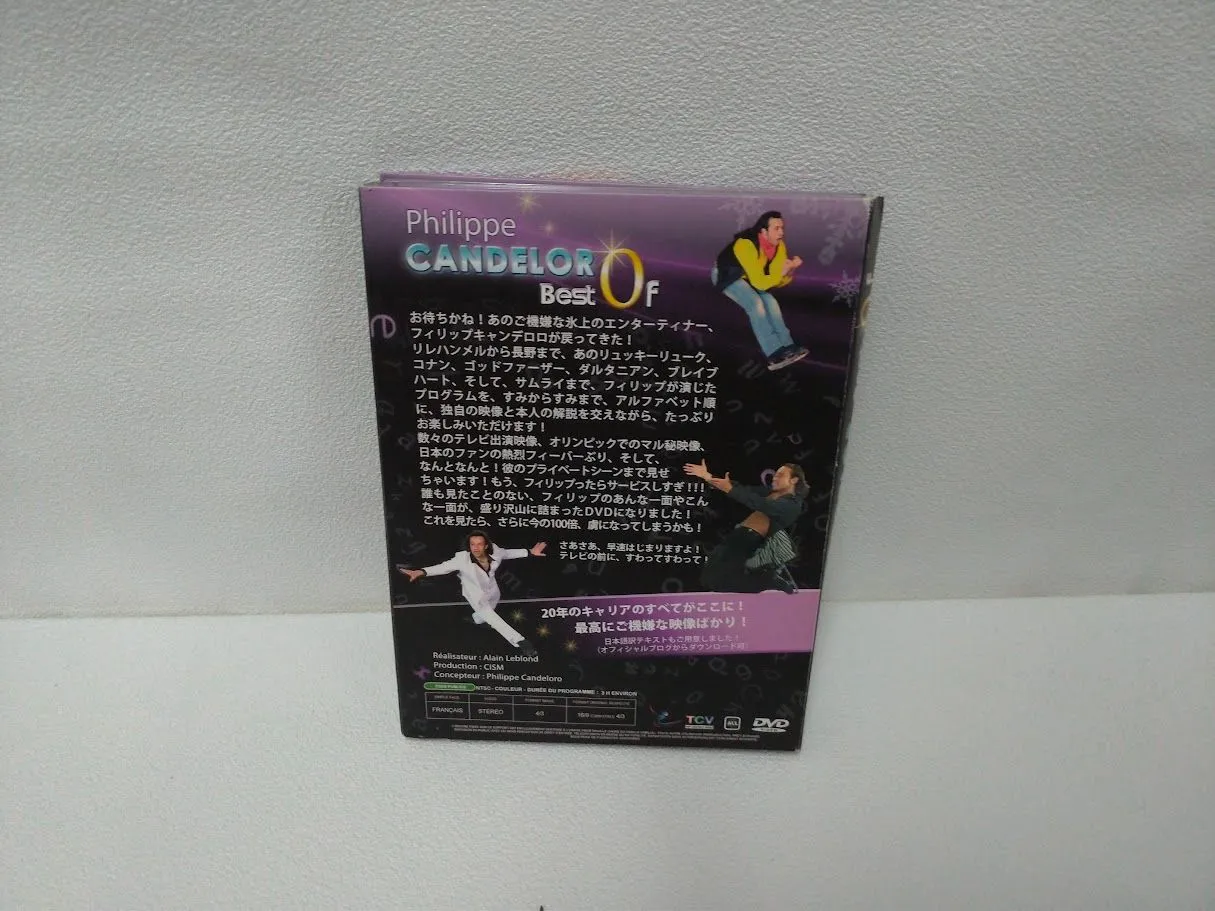 Philippe
CANDELORO
Best Of
お待ちかね！あのご機嫌な氷上のエンターティナー、
フィリップキャンデロロが戻ってきた！
リレハンメルから長野まで、あのリュッキーリューク、
コナン、ゴッドファーザー、ダルタニアン、ブレイブ
ハート、そして、サムライまで、フィリップが演じた
プログラムを、すみからすみまで、アルファベット順
に、独自の映像と本人の解説を交えながら、たっぷり
お楽しみいただけます！
数々のテレビ出演映像、オリンピックでのマル秘映像、
日本のファンの熱烈フィーバーぶり、そして、
なんとなんと！彼のプライベートシーンまで見せ
ちゃいます！もう、フィリップったらサービスしすぎ！！！
誰も見たことのない、フィリップのあんな一面やこん
な一面が、盛り沢山に詰まったDVDになりました！
これを見たら、さらに今の100倍、虜になってしまうかも！
さあさあ、早速はじまりますよ！
テレビの前に、すわってすわって！
20年のキャリアのすべてがここに！
最高にご機嫌な映像ばかり！
日本語訳テキストもご用意しました！
(オフィシャルブログからダウンロード可)
Réalisateur : Alain Leblond
Production : CISM
Concepteur : Philippe Candeloro
NTSC - COULEUR - DURÉE DU PROGRAMME : 3 H ENVIRON
FRANÇAIS
STÉRÉO
4/3
16/9 COMPATIBLE 4/3
TCV
ALL
DVD